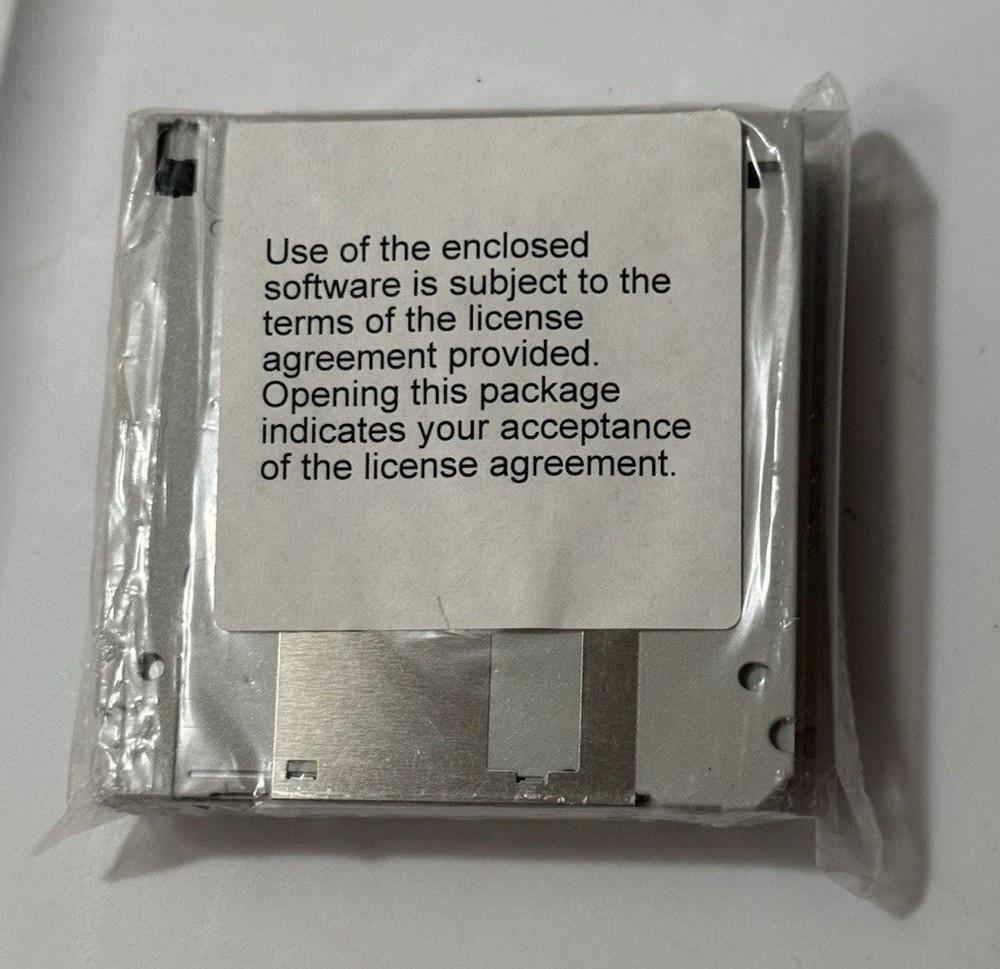 Use of the enclosed
software is subject to the
terms of the license
agreement provided.
Opening this package
indicates your acceptance
of the license agreement.